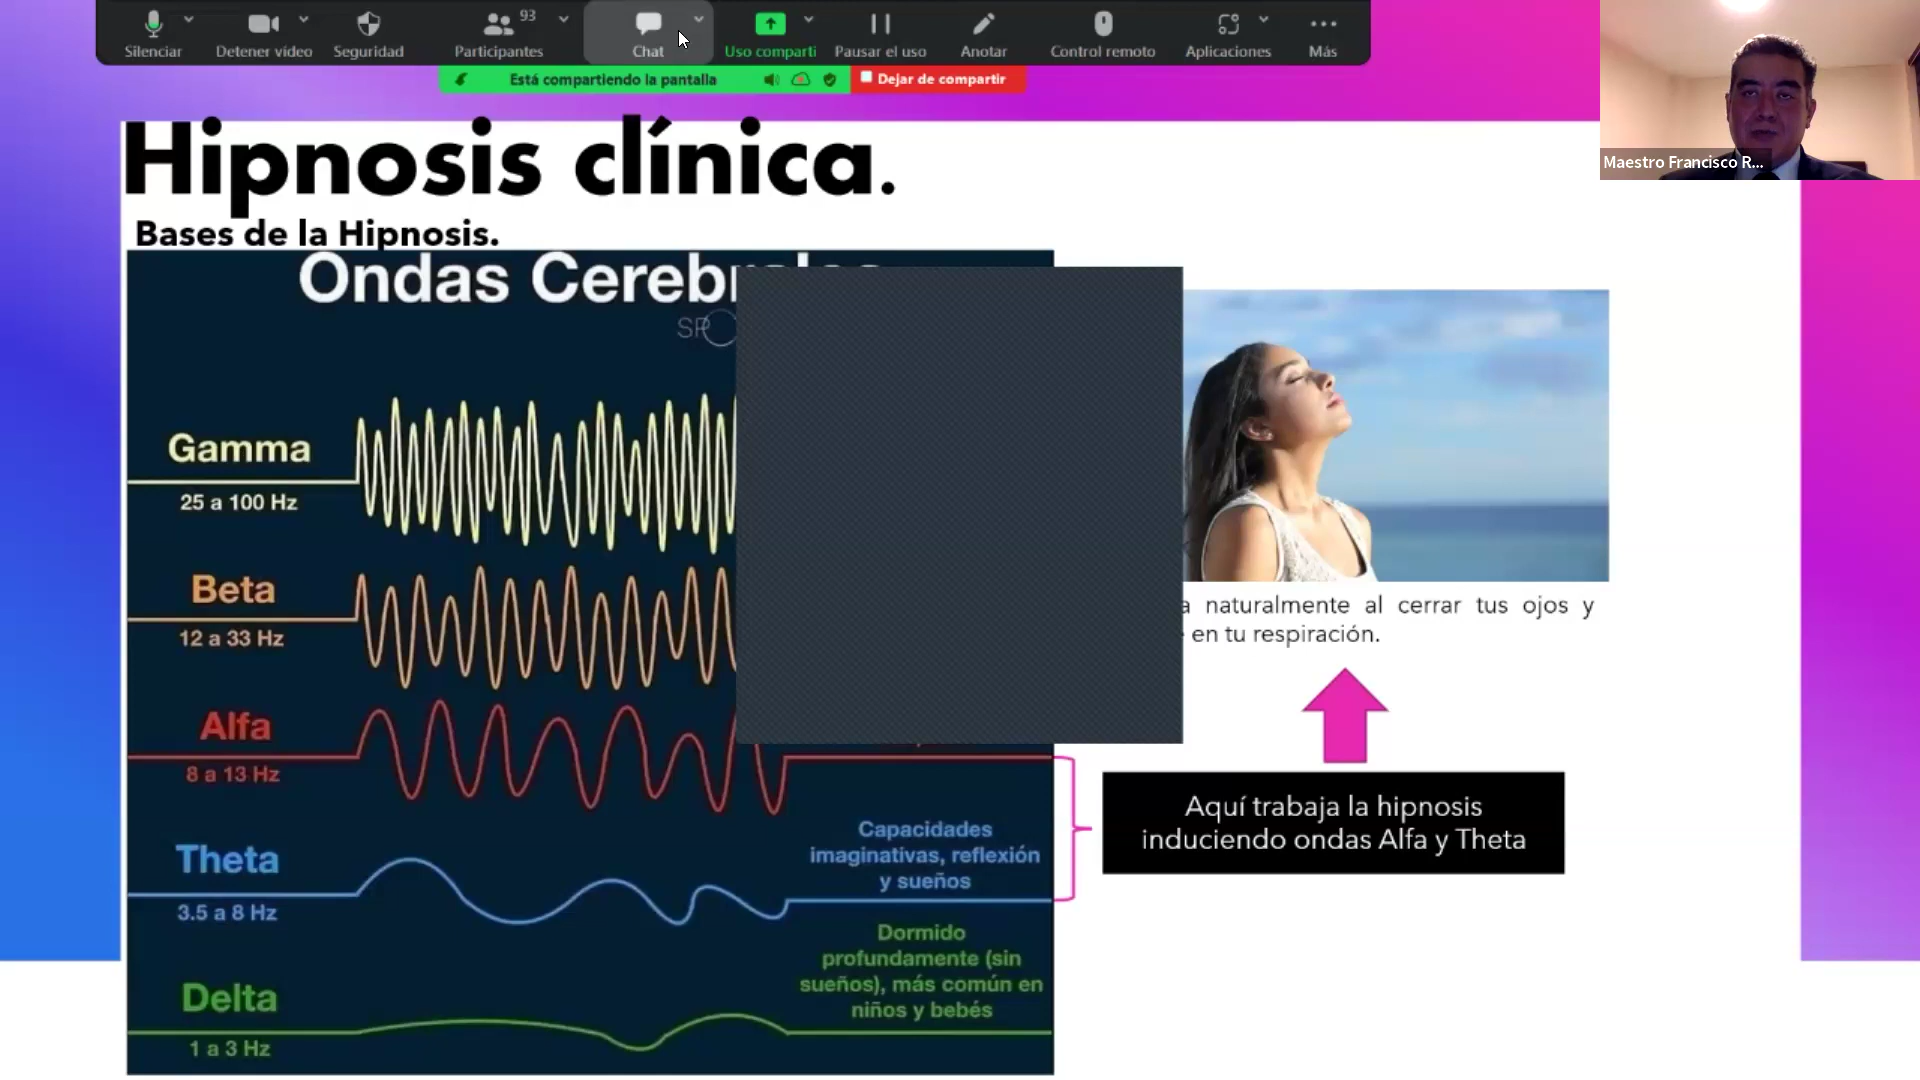 Silenciar
Detener vídeo
Seguridad
93
Participantes
Chat
Uso comparti
Pausar el uso
Anotar
Control remoto
Aplicaciones
Más
Está compartiendo la pantalla
Dejar de compartir
Maestro Francisco R...
Hipnosis clínica.
Bases de la Hipnosis.
Ondas
Gamma
25 a 100 Hz
Beta
12 a 33 Hz
Alfa
8 a 13 Hz
Theta
3.5 a 8 Hz
Capacidades
imaginativas, reflexión
y sueños
Delta
1 a 3 Hz
Dormido
profundamente (sin
sueños), más común en
niños y bebés
naturalmente al cerrar tus ojos y
en tu respiración.
Aquí trabaja la hipnosis
induciendo ondas Alfa y Theta